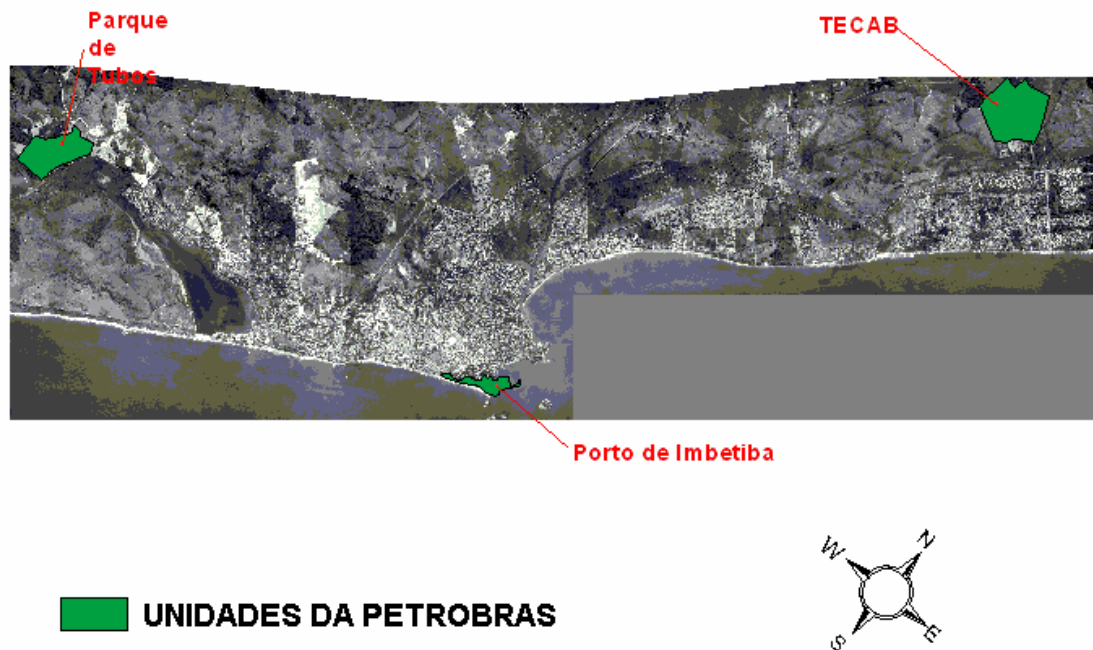 Parque
de
Tubos
TECAB
Porto de Imbetiba
UNIDADES DA PETROBRAS
W
N
S
E